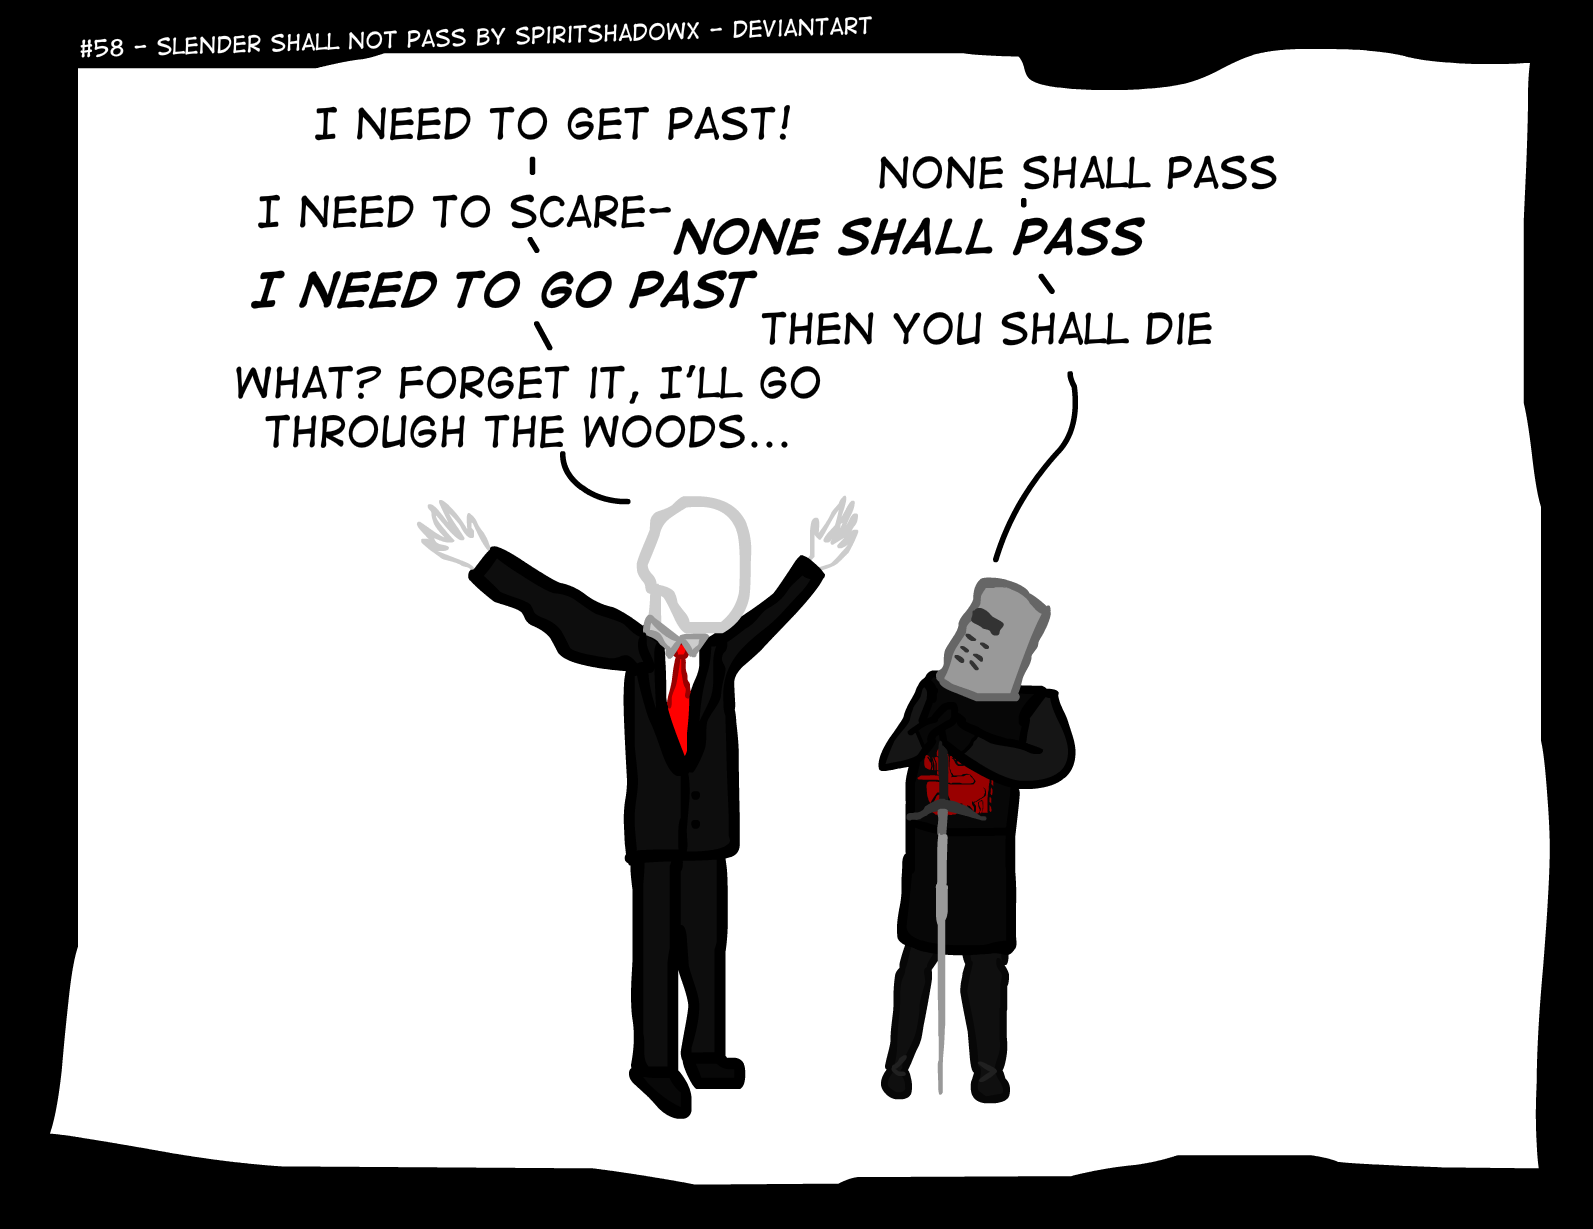 #58 - SLENDER SHALL NOT PASS BY SPIRITSHADOWX - DEVIANTART
I NEED TO GET PAST!
NONE SHALL PASS
I NEED TO SCARE-
NONE SHALL PASS
I NEED TO GO PAST
THEN YOU SHALL DIE
WHAT? FORGET IT, I'LL GO
THROUGH THE WOODS...